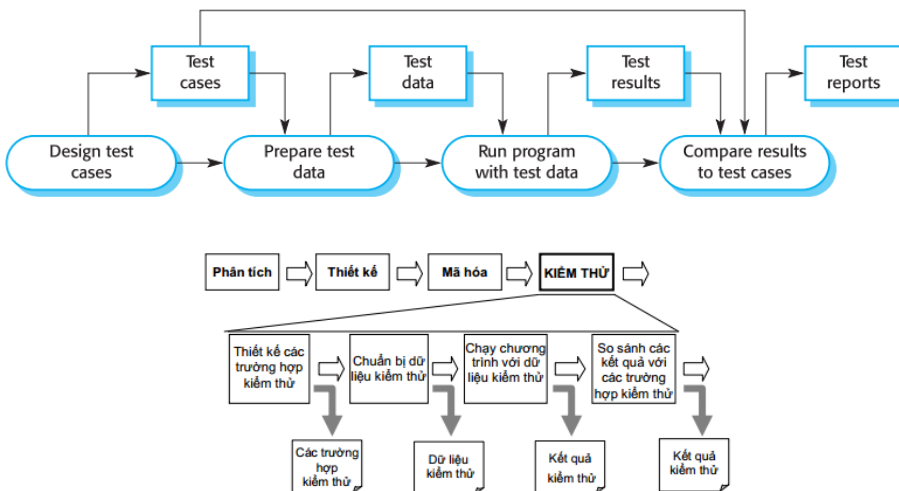 Test
cases
Test
data
Test
results
Test
reports
Design test
cases
Prepare test
data
Run program
with test data
Compare results
to test cases
Phân tích
Thiết kế
Mã hóa
KIỂM THỬ
Thiết kế các
trường hợp
kiểm thử
Chuẩn bị dữ
liệu kiểm thử
Chạy chương
trình với dữ
liệu kiểm thử
So sánh các
kết quả với
các trường
hợp kiểm thử
Các trường
hợp
kiểm thử
Dữ liệu
kiểm thử
Kết quả
kiểm thử
Kết quả
kiểm thử